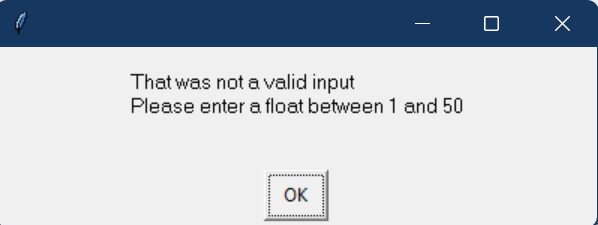 That was not a valid input
Please enter a float between 1 and 50
OK